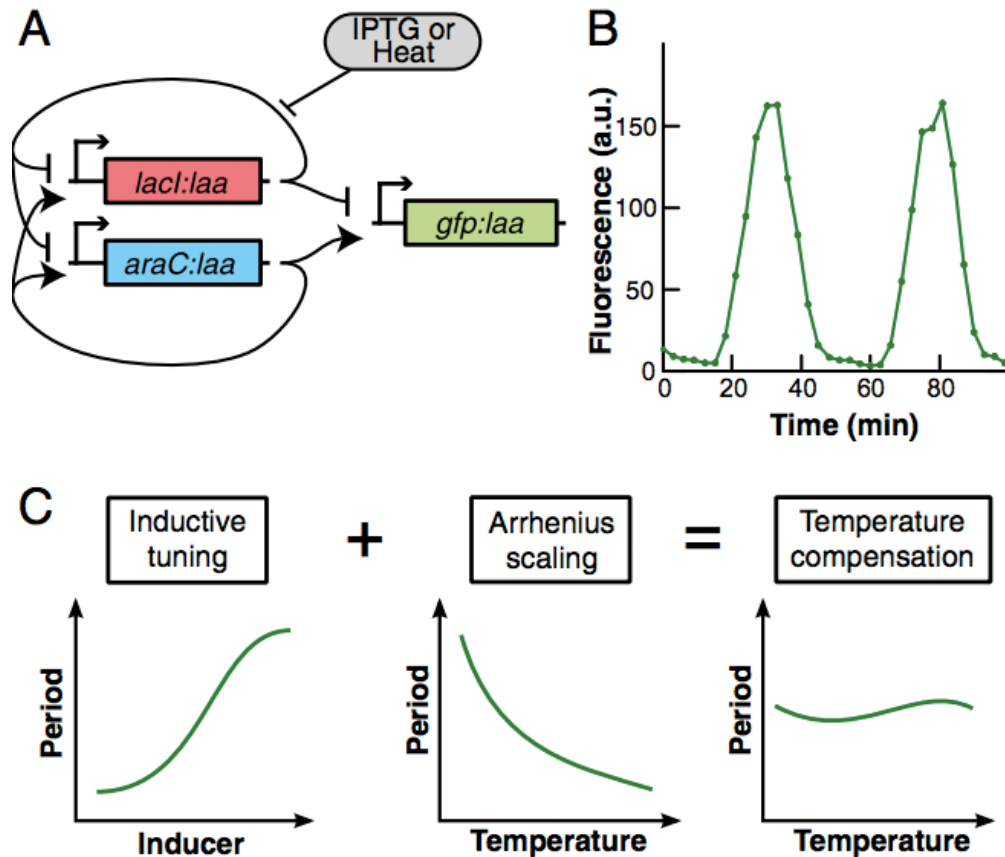 A
IPTG or
Heat
lacI:laa
araC:laa
gfp:laa
B
Fluorescence (a.u.)
150
100
50
0
0 20 40 60 80
Time (min)
C
Inductive
tuning
+
Arrhenius
scaling
=
Temperature
compensation
Period
Inducer
Period
Temperature
Period
Temperature